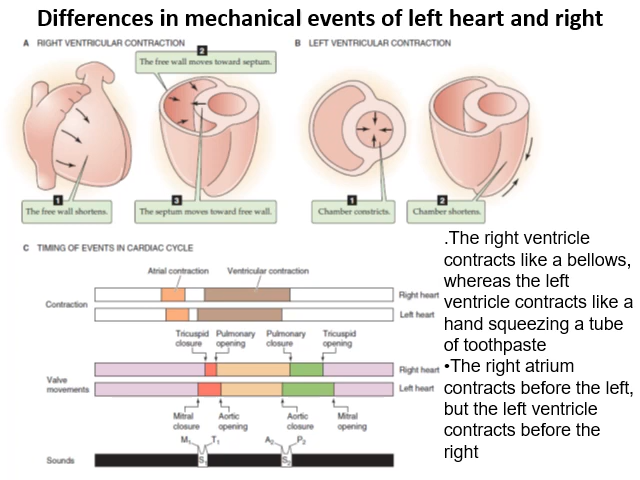 Differences in mechanical events of left heart and right
A RIGHT VENTRICULAR CONTRACTION
2
The free wall moves toward septum.
1
The free wall shortens.
3
The septum moves toward free wall.
B LEFT VENTRICULAR CONTRACTION
1
Chamber constricts.
2
Chamber shortens.
C TIMING OF EVENTS IN CARDIAC CYCLE
Atrial contraction Ventricular contraction
Contraction
Right heart
Left heart
Tricuspid closure
Pulmonary opening
Pulmonary closure
Tricuspid opening
Valve movements
Right heart
Left heart
Mitral closure
Aortic opening
Aortic closure
Mitral opening
M₁ T₁ A₂ P₂
Sounds
S₁ S₂
.The right ventricle
contracts like a bellows,
whereas the left
ventricle contracts like a
hand squeezing a tube
of toothpaste
•The right atrium
contracts before the left,
but the left ventricle
contracts before the
right